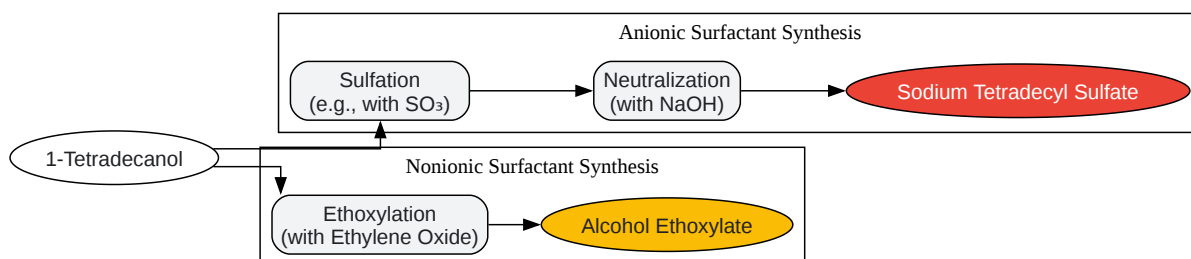 Anionic Surfactant Synthesis
Sulfation
(e.g., with SO₃)
Neutralization
(with NaOH)
Sodium Tetradecyl Sulfate
1-Tetradecanol
Nonionic Surfactant Synthesis
Ethoxylation
(with Ethylene Oxide)
Alcohol Ethoxylate